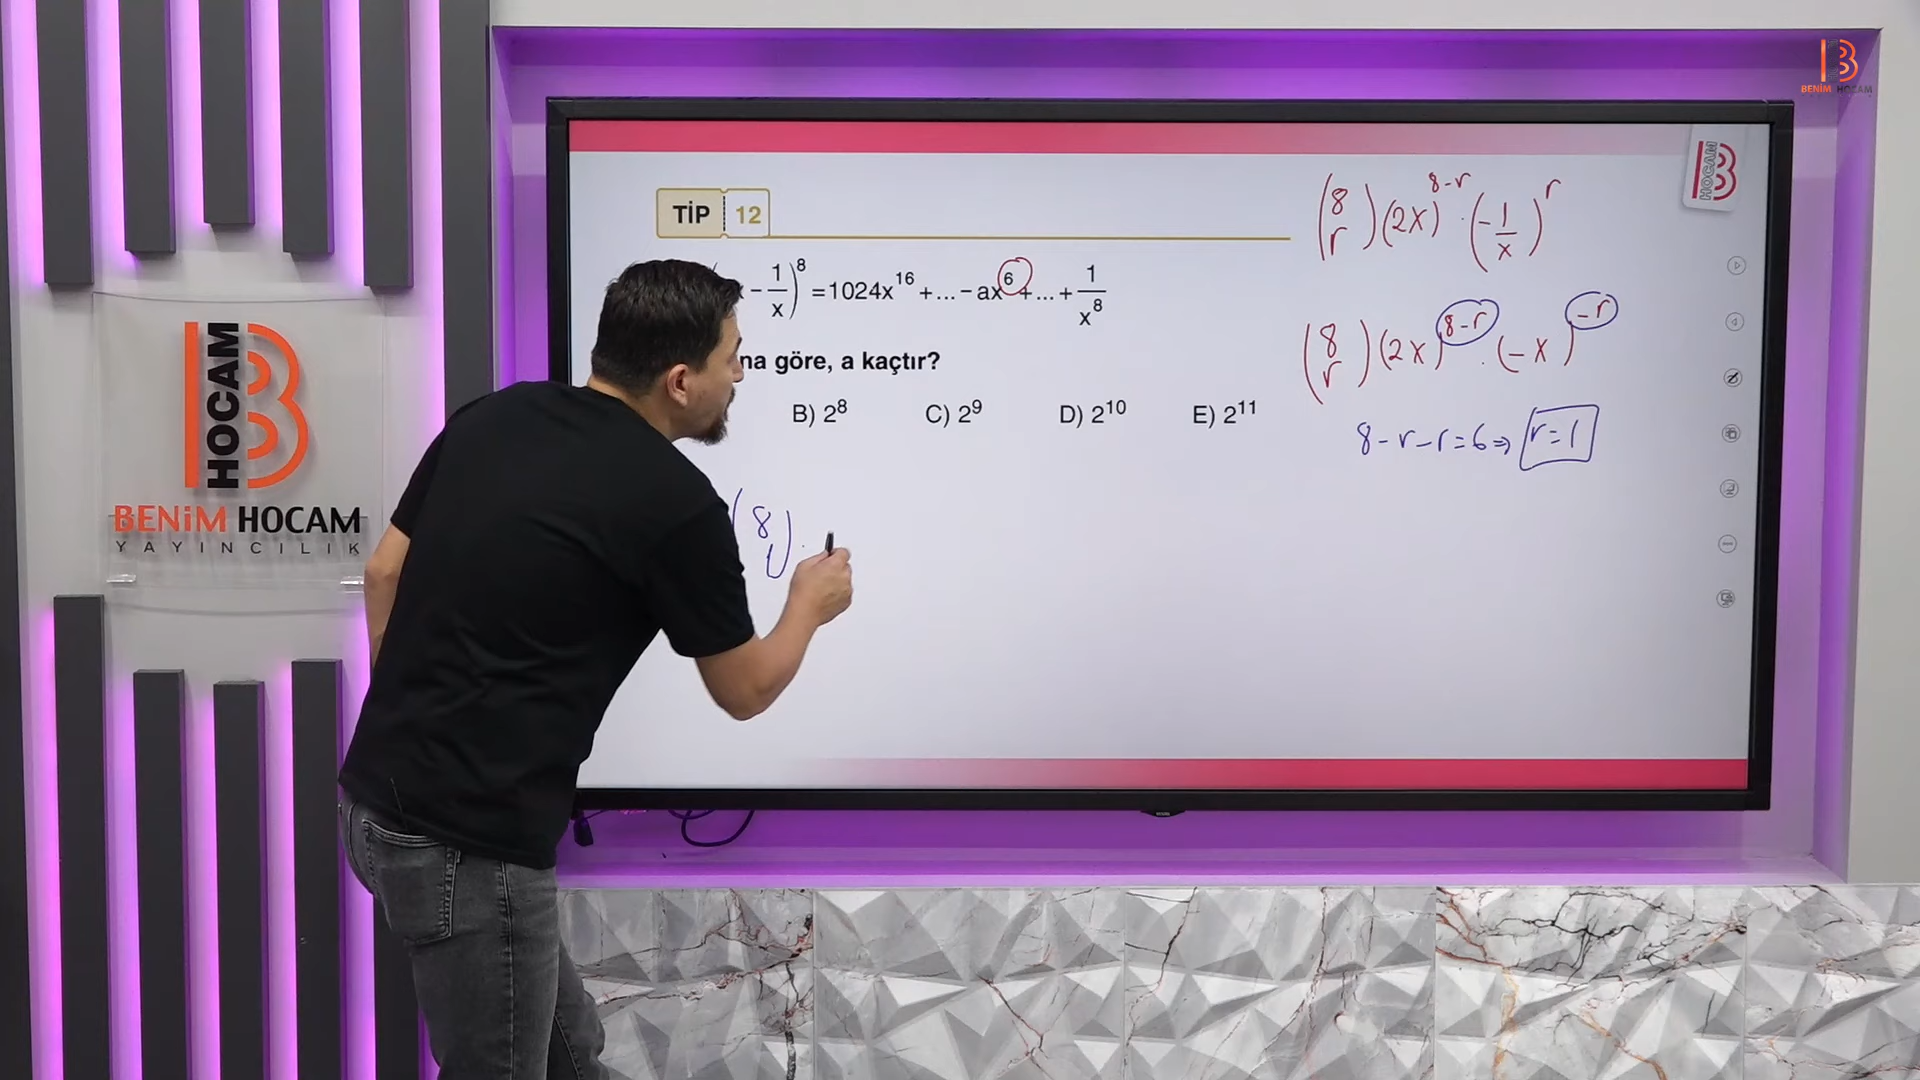 BENİM HOCAM
HOCAM
TİP 12
- 1/x)^8 = 1024x^16 + ... - ax^6 + ... + 1/x^8
na göre, a kaçtır?
B) 2^8 C) 2^9 D) 2^10 E) 2^11
(8 r) (2x)^8-r · (-1/x)^r
(8 r) (2x)^8-r · (-x)^-r
8-r-r=6⇒ r=1
(8 1) ·
HOCAM
BENİM HOCAM
YAYINCILIK